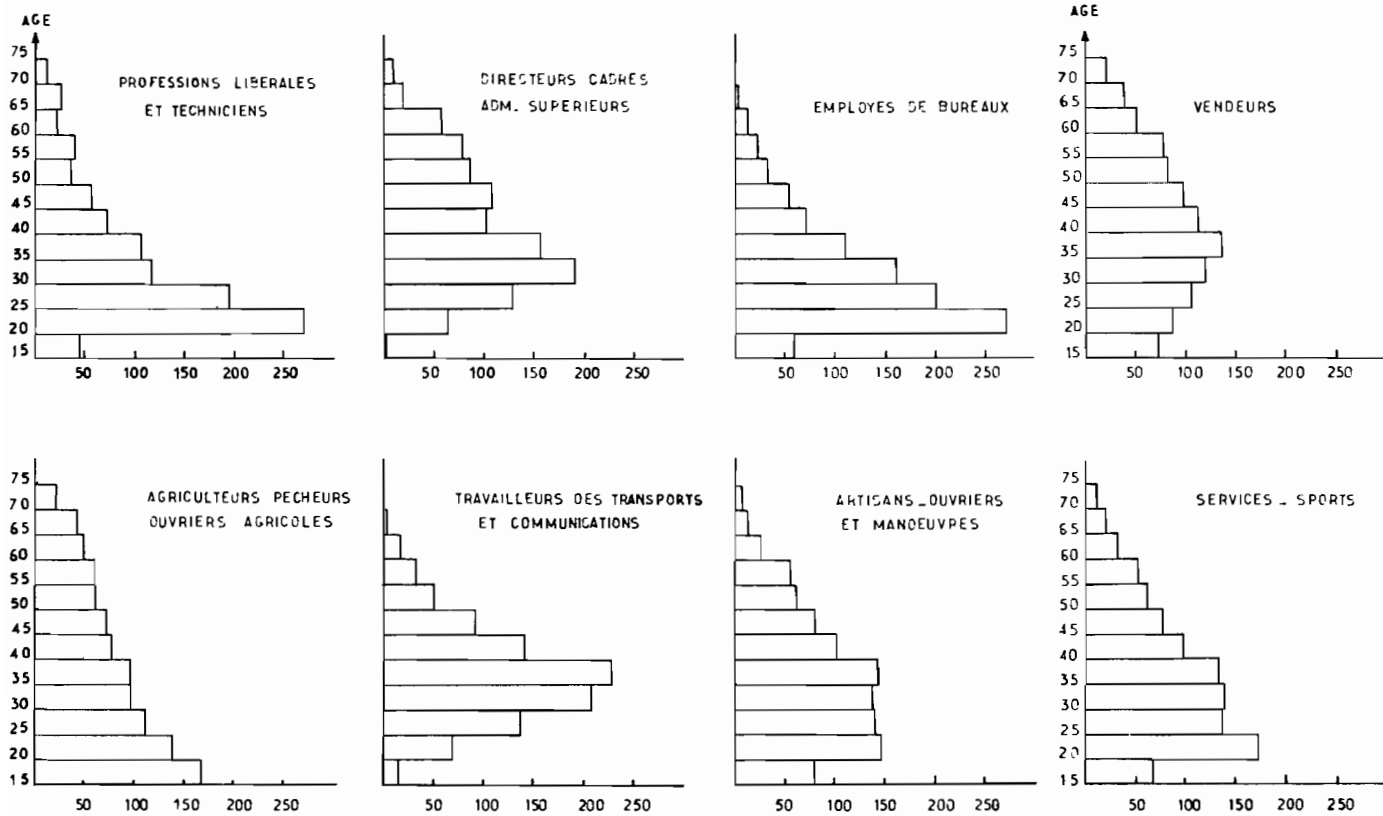 AGE
75
70
65
60
55
50
45
40
35
30
25
20
15
PROFESSIONS LIBERALES
ET TECHNICIENS
50 100 150 200 250
DIRECTEURS CADRES
ADM. SUPERIEURS
50 100 150 200 250
EMPLOYES DE BUREAUX
50 100 150 200 250
AGE
75
70
65
60
55
50
45
40
35
30
25
20
15
VENDEURS
50 100 150 200 250
75
70
65
60
55
50
45
40
35
30
25
20
15
AGRICULTEURS PECHEURS
OUVRIERS AGRICOLES
50 100 150 200 250
TRAVAILLEURS DES TRANSPORTS
ET COMMUNICATIONS
50 100 150 200 250
ARTISANS_OUVRIERS
ET MANOEUVPES
50 100 150 200 250
75
70
65
60
55
50
45
40
35
30
25
20
15
SERVICES_ SPORTS
50 100 150 200 250